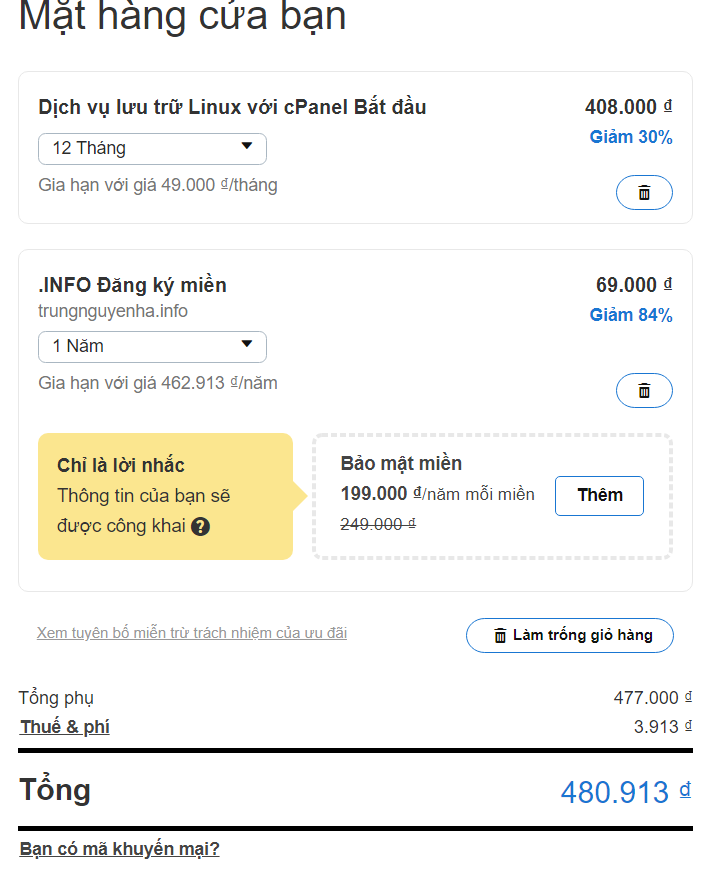 Mặt hàng của bạn
Dịch vụ lưu trữ Linux với cPanel Bắt đầu
408.000 ₫
Giảm 30%
12 Tháng
Gia hạn với giá 49.000 ₫/tháng
.INFO Đăng ký miền
69.000 ₫
trungnguyenha.info
Giảm 84%
1 Năm
Gia hạn với giá 462.913 ₫/năm
Chỉ là lời nhắc
Thông tin của bạn sẽ
được công khai ?
Bảo mật miền
199.000 ₫/năm mỗi miền
249.000 ₫
Thêm
Xem tuyên bố miễn trừ trách nhiệm của ưu đãi
Làm trống giỏ hàng
Tổng phụ
477.000 ₫
Thuế & phí
3.913 ₫
Tổng
480.913 ₫
Bạn có mã khuyến mại?